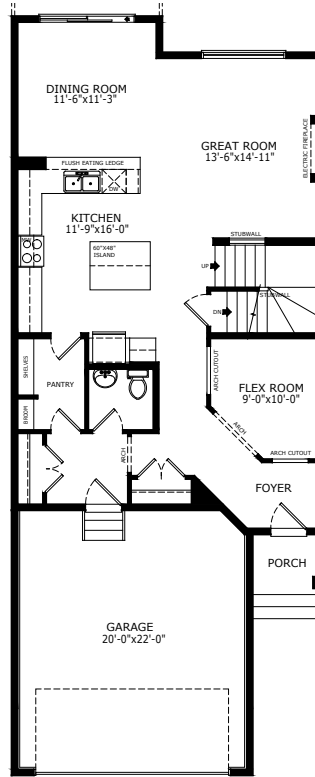 DINING ROOM
11'-6"x11'-3"
GREAT ROOM
13'-6"x14'-11"
ELECTRIC FIREPLACE
FLUSH EATING LEDGE
DW
KITCHEN
11'-9"x16'-0"
60"X48"
ISLAND
STUBWALL
UP
DN
STUBWALL
SHELVES
PANTRY
BROOM
ARCH CUTOUT
FLEX ROOM
9'-0"x10'-0"
ARCH
ARCH
ARCH CUTOUT
FOYER
PORCH
GARAGE
20'-0"x22'-0"